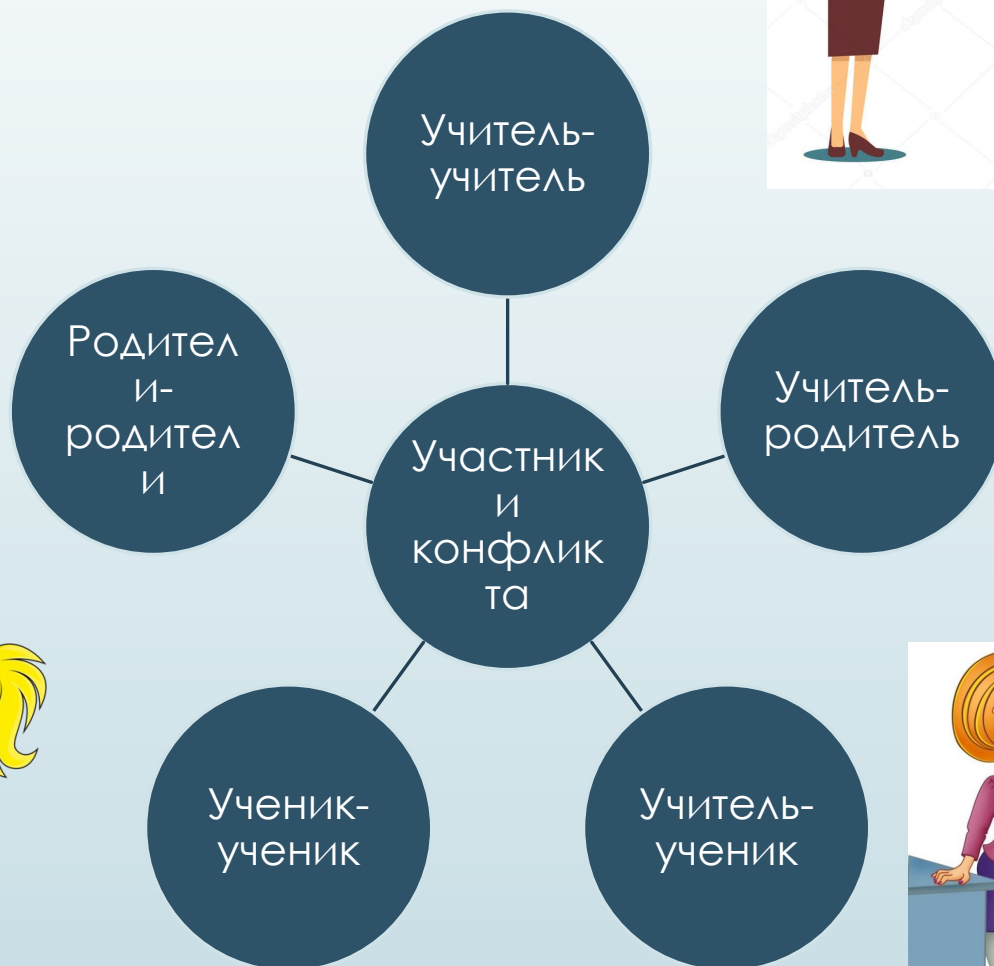 Учитель-
учитель
Учитель-
родитель
Учитель-
ученик
Ученик-
ученик
Родител
и-
родител
и
Участник
и
конфлик
та